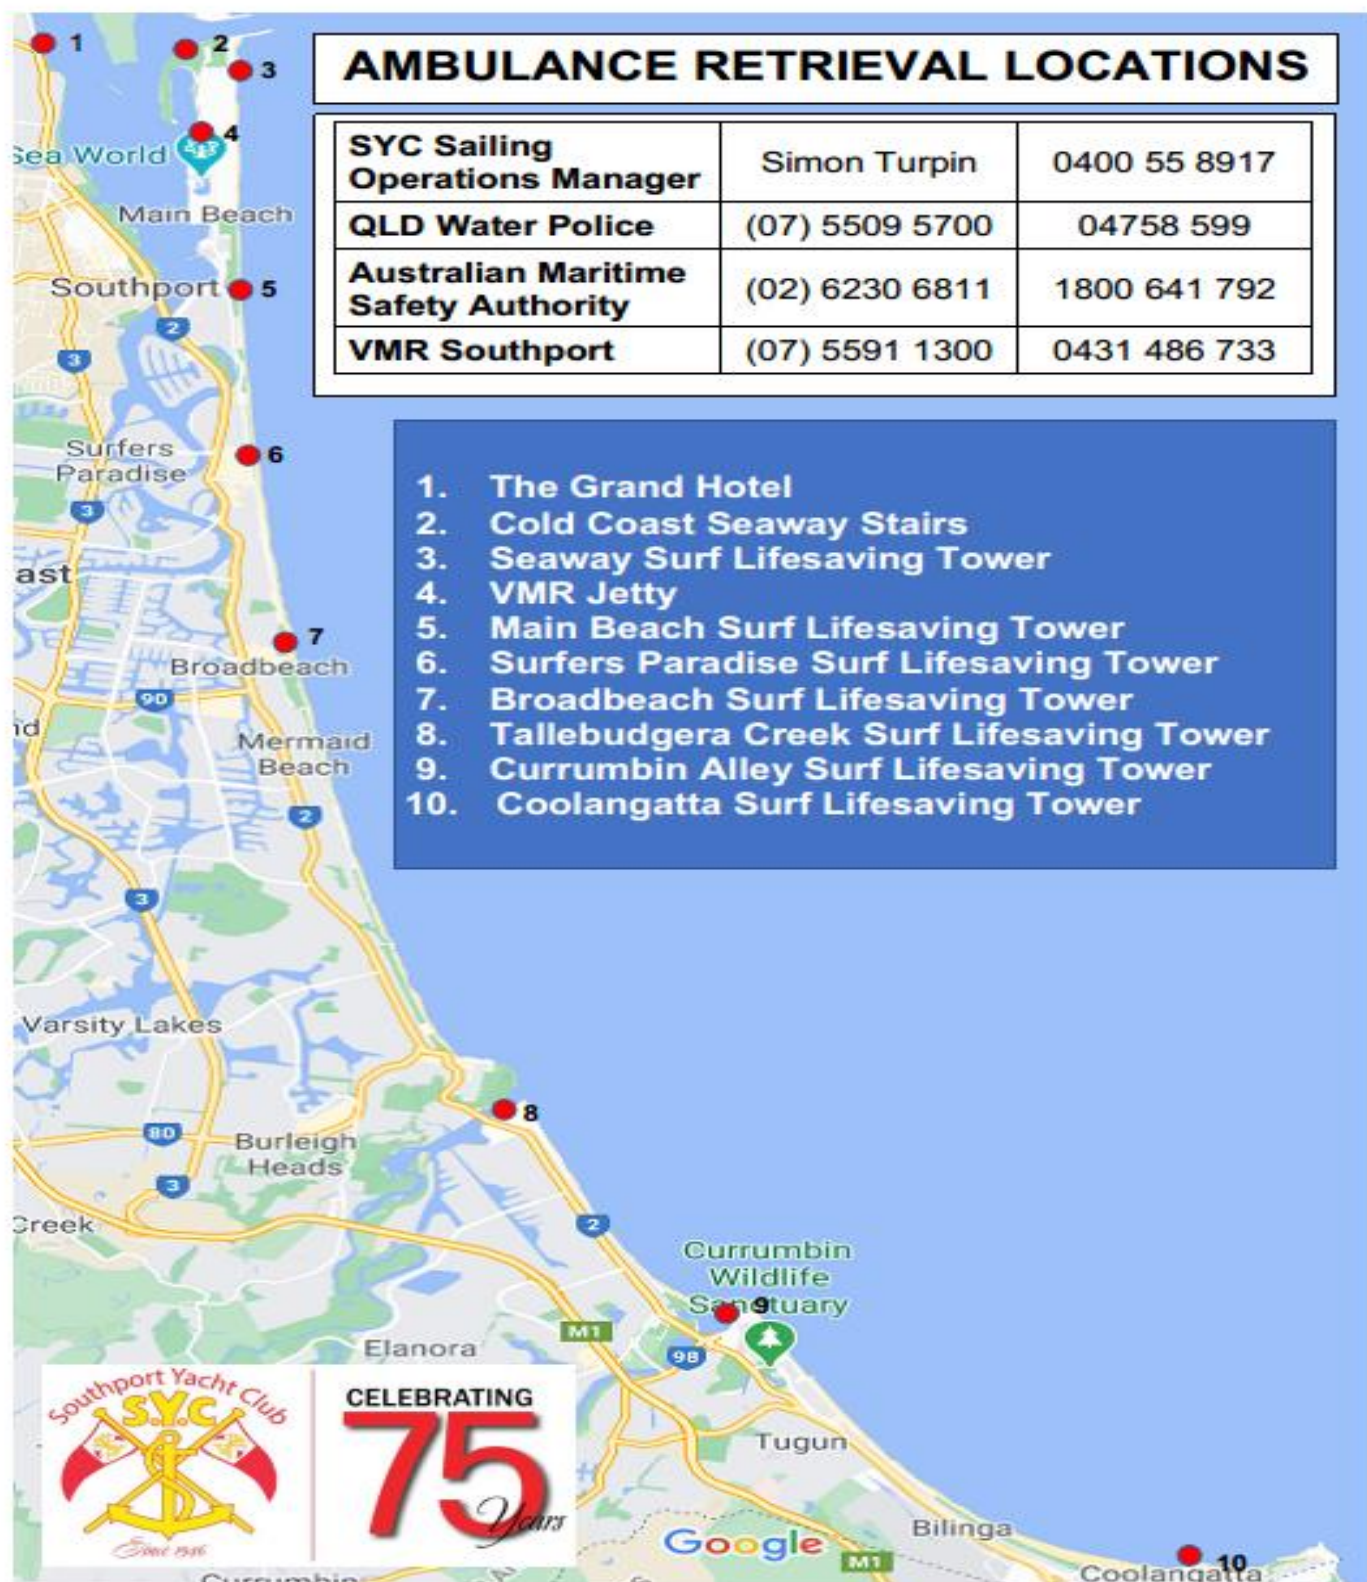 1
2
3
4
Sea World
Main Beach
Southport
5
2
3
Surfers
Paradise
6
3
ast
7
Broadbeach
90
nd
Mermaid
Beach
2
3
Varsity Lakes
8
80
Burleigh
Heads
3
Creek
2
Currumbin
Wildlife
Sanctuary
9
M1
98
Elanora
Tugun
Bilinga
M1
10
Coolangatta
Currumbin
Google
AMBULANCE RETRIEVAL LOCATIONS
SYC Sailing
Operations Manager Simon Turpin 0400 55 8917
QLD Water Police (07) 5509 5700 04758 599
Australian Maritime
Safety Authority (02) 6230 6811 1800 641 792
VMR Southport (07) 5591 1300 0431 486 733
1. The Grand Hotel
2. Cold Coast Seaway Stairs
3. Seaway Surf Lifesaving Tower
4. VMR Jetty
5. Main Beach Surf Lifesaving Tower
6. Surfers Paradise Surf Lifesaving Tower
7. Broadbeach Surf Lifesaving Tower
8. Tallebudgera Creek Surf Lifesaving Tower
9. Currumbin Alley Surf Lifesaving Tower
10. Coolangatta Surf Lifesaving Tower
Southport Yacht Club
S.Y.C
Since 1946
CELEBRATING
75
Years